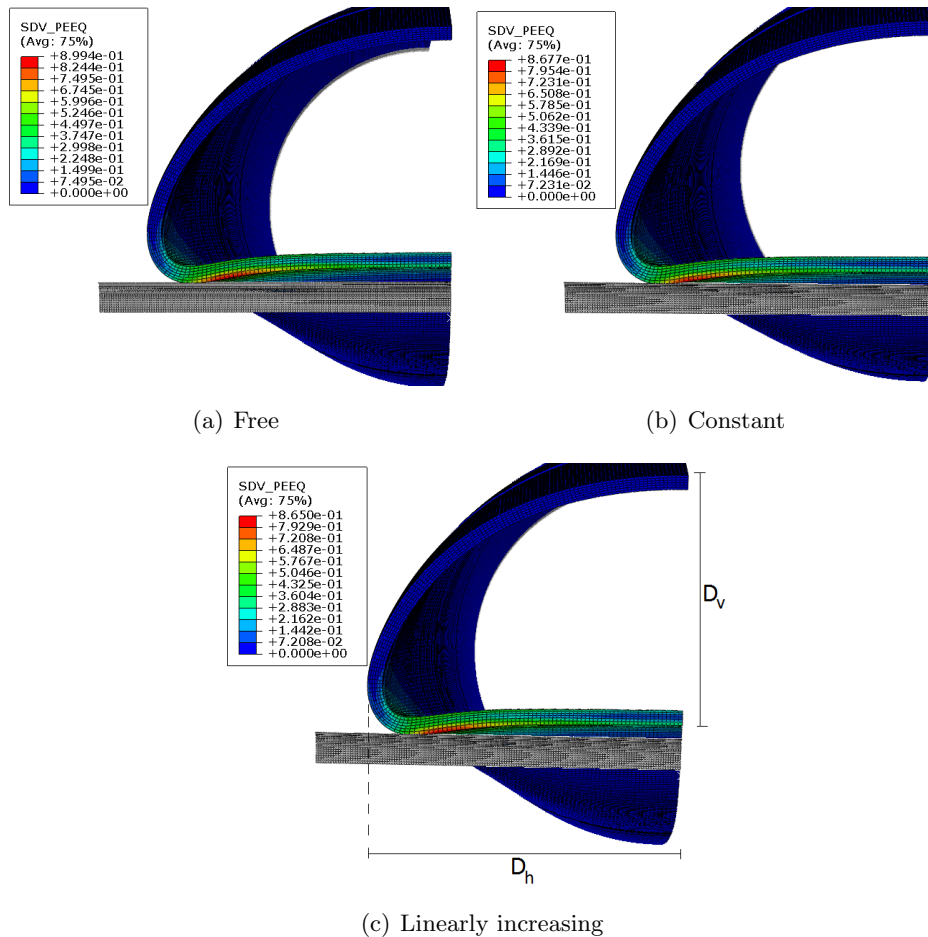 SDV_PEEQ
(Avg: 75%)
+8.994e-01
+8.244e-01
+7.495e-01
+6.745e-01
+5.996e-01
+5.246e-01
+4.497e-01
+3.747e-01
+2.998e-01
+2.248e-01
+1.499e-01
+7.495e-02
+0.000e+00
(a) Free
SDV_PEEQ
(Avg: 75%)
+8.677e-01
+7.954e-01
+7.231e-01
+6.508e-01
+5.785e-01
+5.062e-01
+4.339e-01
+3.615e-01
+2.892e-01
+2.169e-01
+1.446e-01
+7.231e-02
+0.000e+00
(b) Constant
SDV_PEEQ
(Avg: 75%)
+8.650e-01
+7.929e-01
+7.208e-01
+6.487e-01
+5.767e-01
+5.046e-01
+4.325e-01
+3.604e-01
+2.883e-01
+2.162e-01
+1.442e-01
+7.208e-02
+0.000e+00
Dv
Dh
(c) Linearly increasing